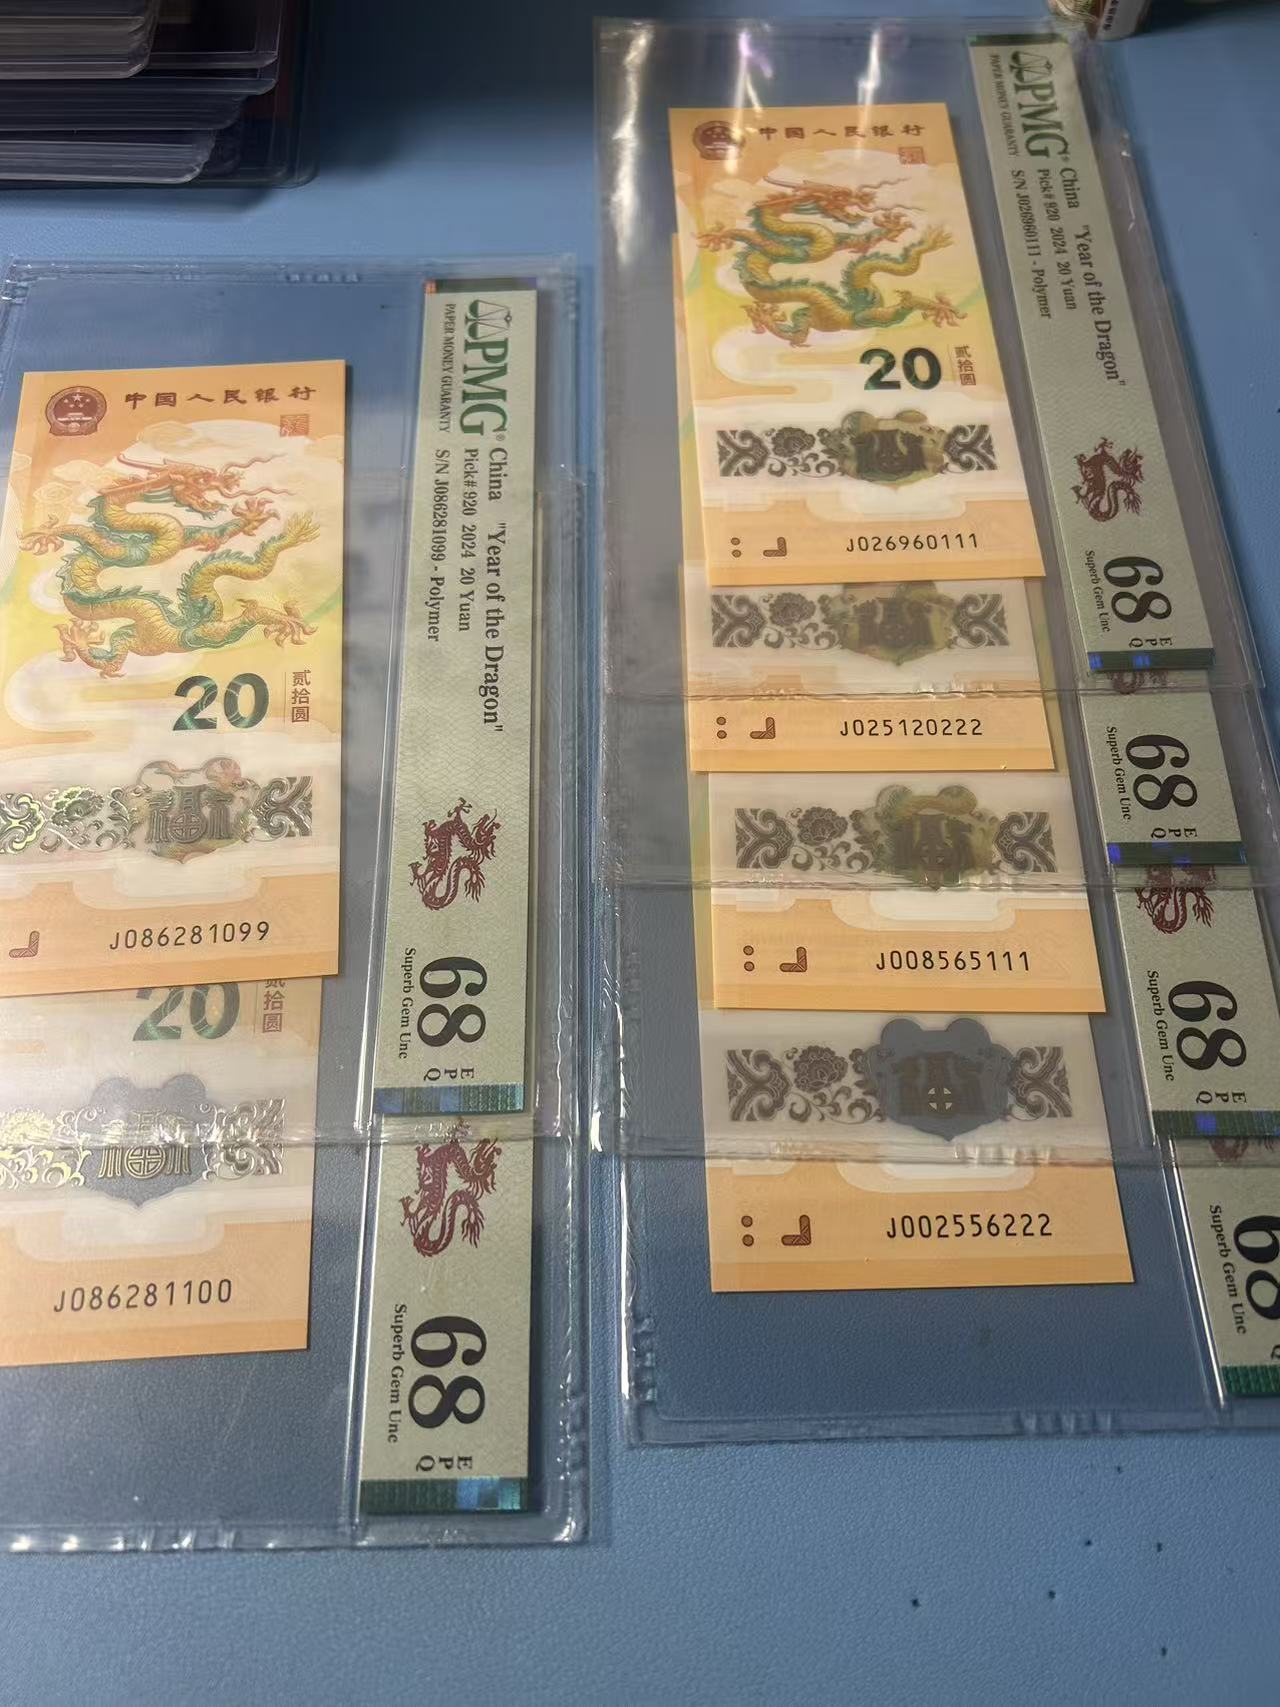 中国人民银行
20
贰拾圆
J086281099
PMG®
PAPER MONEY GUARANTY
China "Year of the Dragon"
Pick# 920 2024 20 Yuan
S/N J086281099 - Polymer
68
EPQ
Superb Gem Unc
20
贰拾圆
J086281100
68
EPQ
Superb Gem Unc
中国人民银行
20
贰拾圆
J026960111
PMG®
PAPER MONEY GUARANTY
China "Year of the Dragon"
Pick# 920 2024 20 Yuan
S/N J026960111 - Polymer
68
EPQ
Superb Gem Unc
J025120222
68
EPQ
Superb Gem Unc
J008565111
68
EPQ
Superb Gem Unc
J002556222
68
Superb Gem Unc